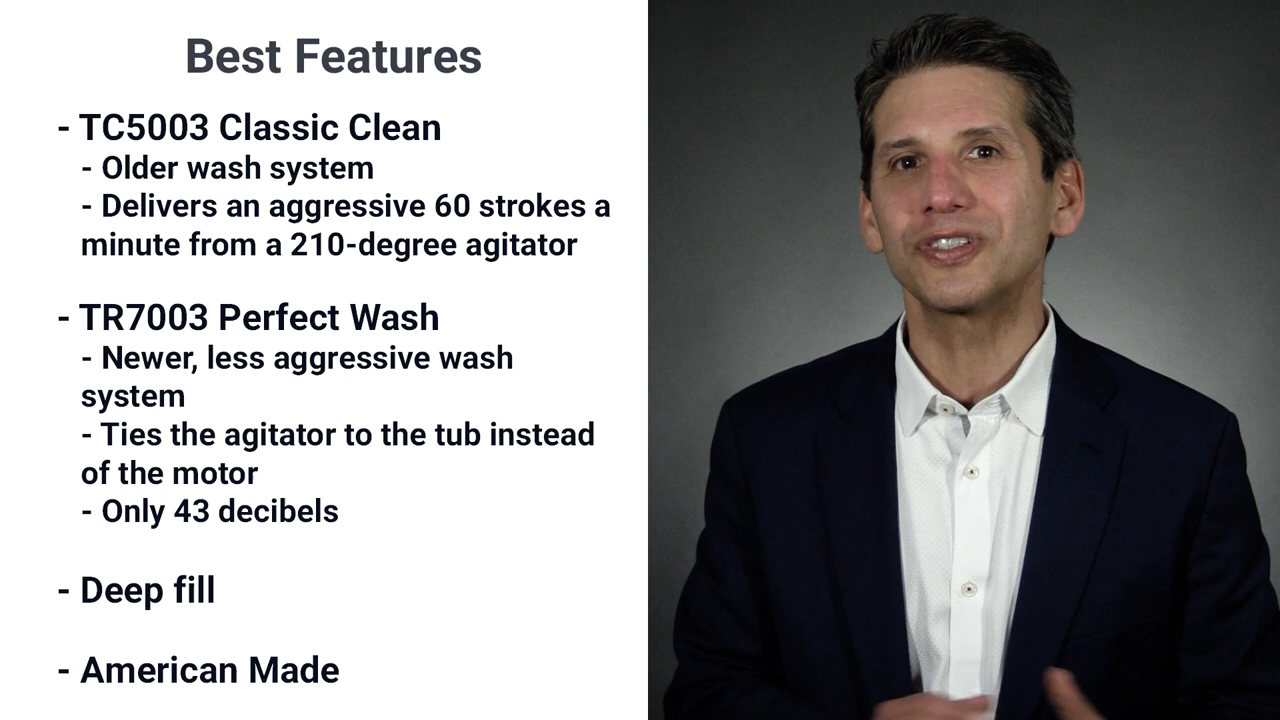 Best Features
- TC5003 Classic Clean
- Older wash system
- Delivers an aggressive 60 strokes a
minute from a 210-degree agitator
- TR7003 Perfect Wash
- Newer, less aggressive wash
system
- Ties the agitator to the tub instead
of the motor
- Only 43 decibels
- Deep fill
- American Made